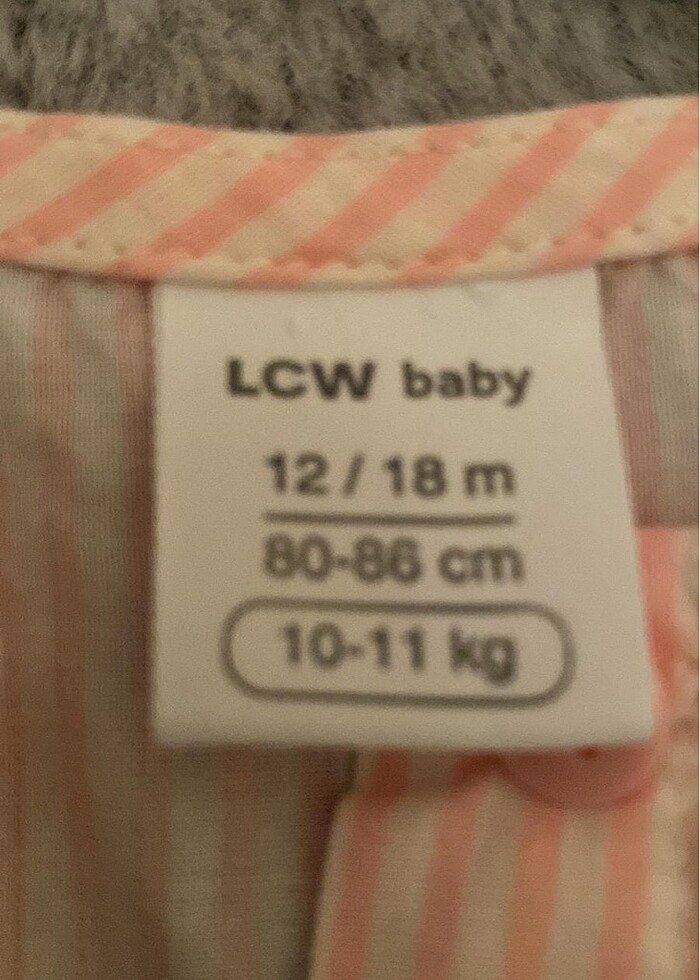 LCW baby
12 / 18 m
80-86 cm
10-11 kg